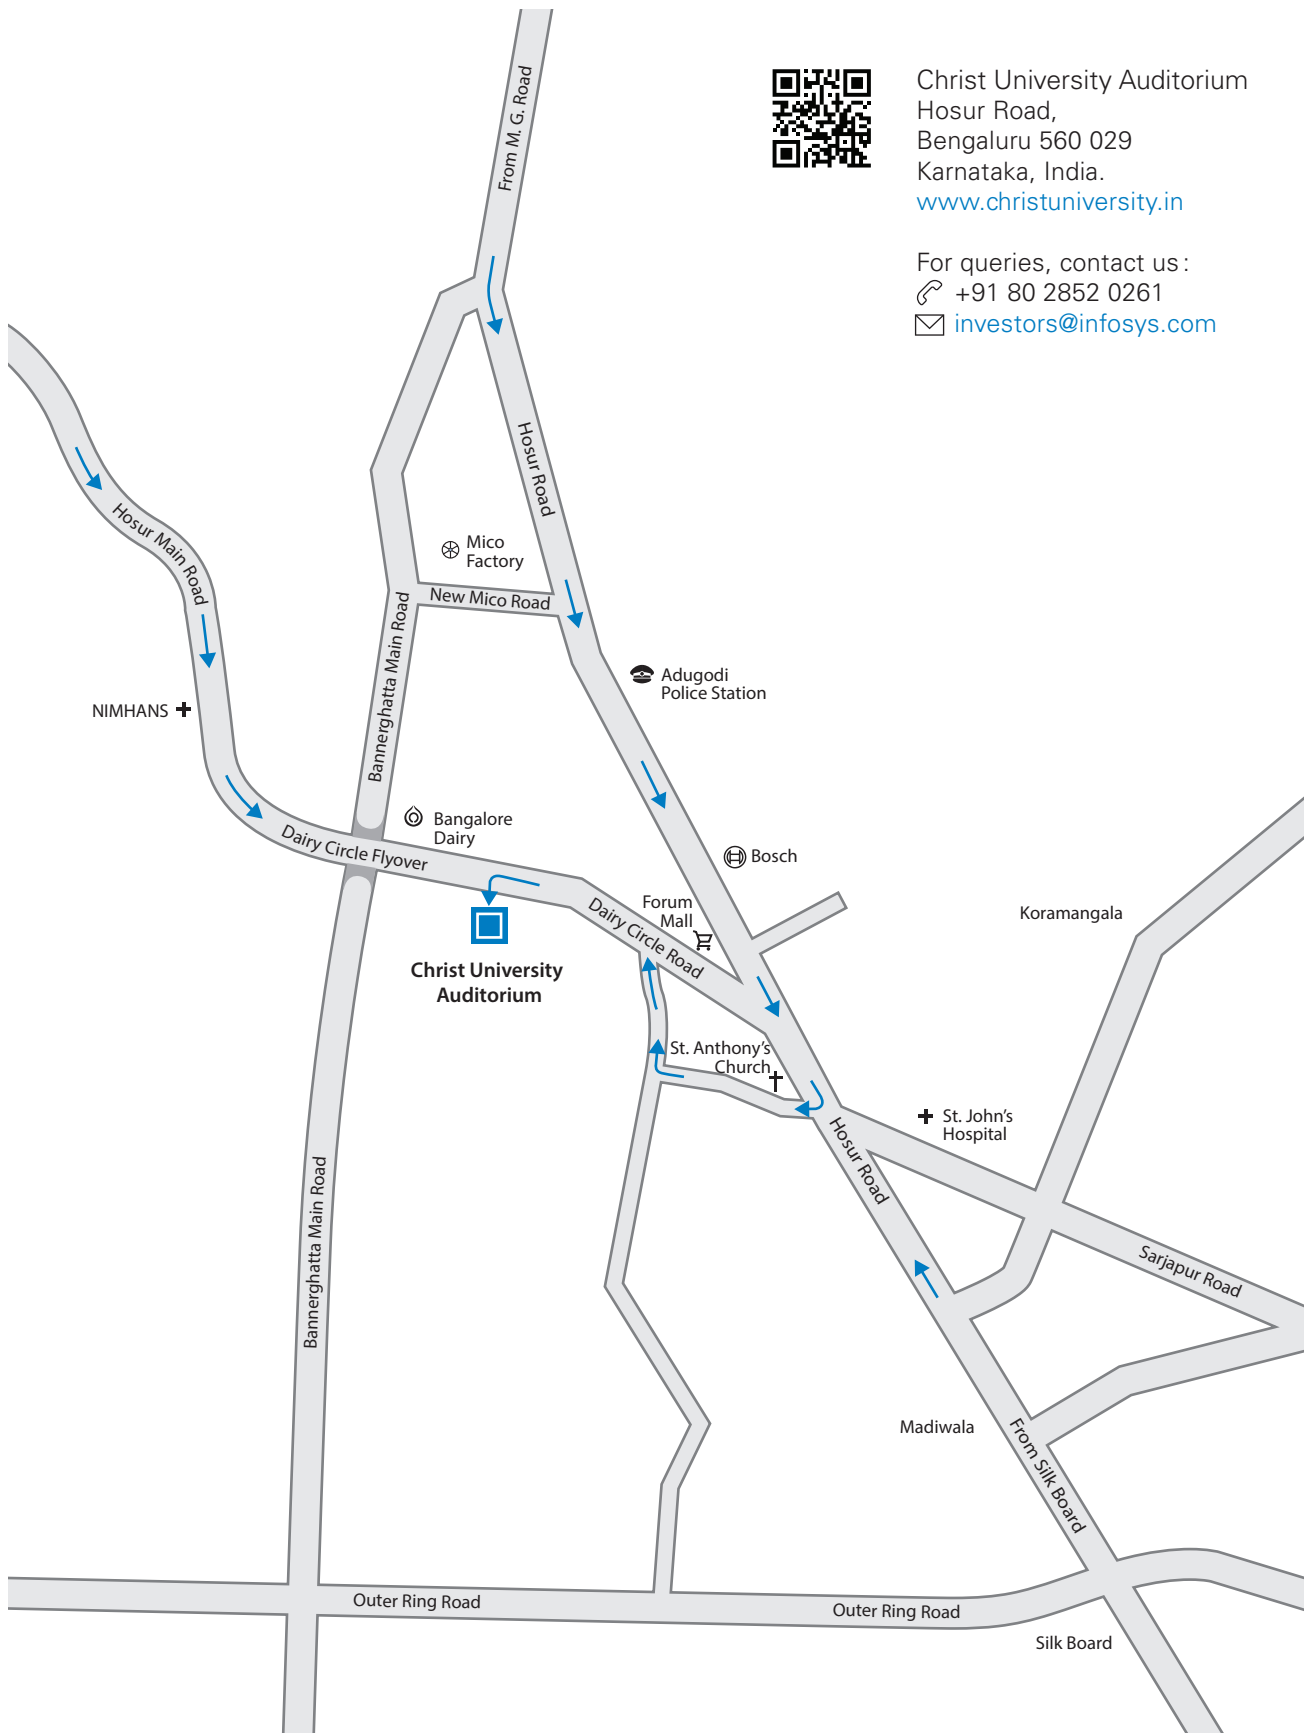 Christ University Auditorium
Hosur Road,
Bengaluru 560 029
Karnataka, India.
www.christuniversity.in
For queries, contact us :
+91 80 2852 0261
investors@infosys.com
From M. G. Road
Hosur Road
Hosur Main Road
Mico
Factory
New Mico Road
Bannerghatta Main Road
Adugodi
Police Station
NIMHANS
Bangalore
Dairy
Dairy Circle Flyover
Bosch
Forum
Mall
Dairy Circle Road
Koramangala
Christ University
Auditorium
St. Anthony's
Church
St. John's
Hospital
Hosur Road
Bannerghatta Main Road
Sarjapur Road
Madiwala
From Silk Board
Outer Ring Road
Outer Ring Road
Silk Board